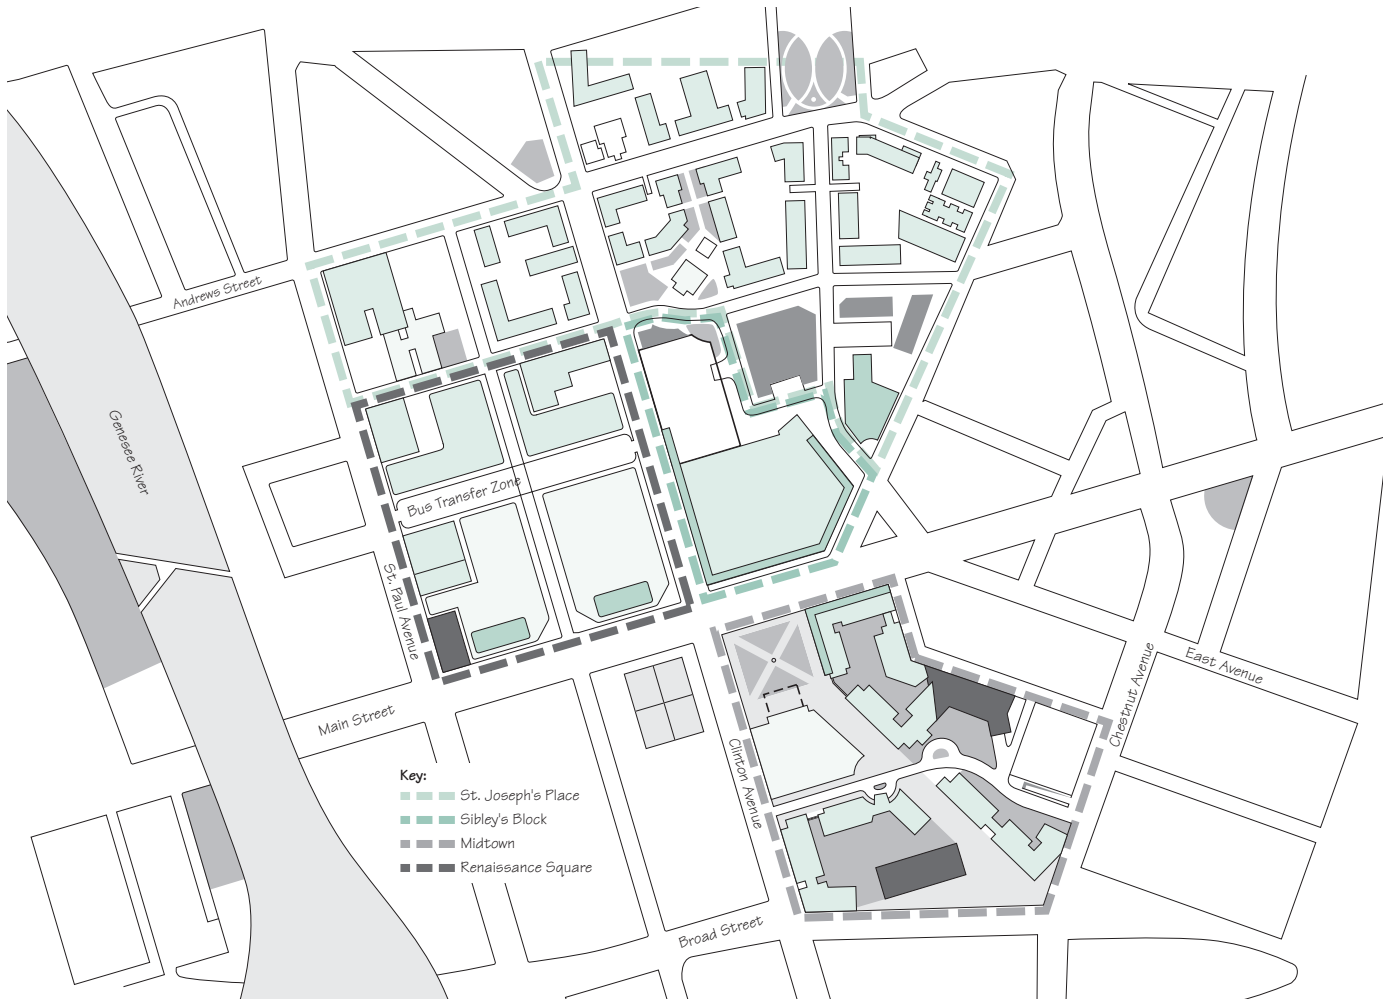 Andrews Street
Genesee River
Bus Transfer Zone
St. Paul Avenue
Main Street
Clinton Avenue
Chestnut Avenue
East Avenue
Broad Street
Key:
St. Joseph's Place
Sibley's Block
Midtown
Renaissance Square